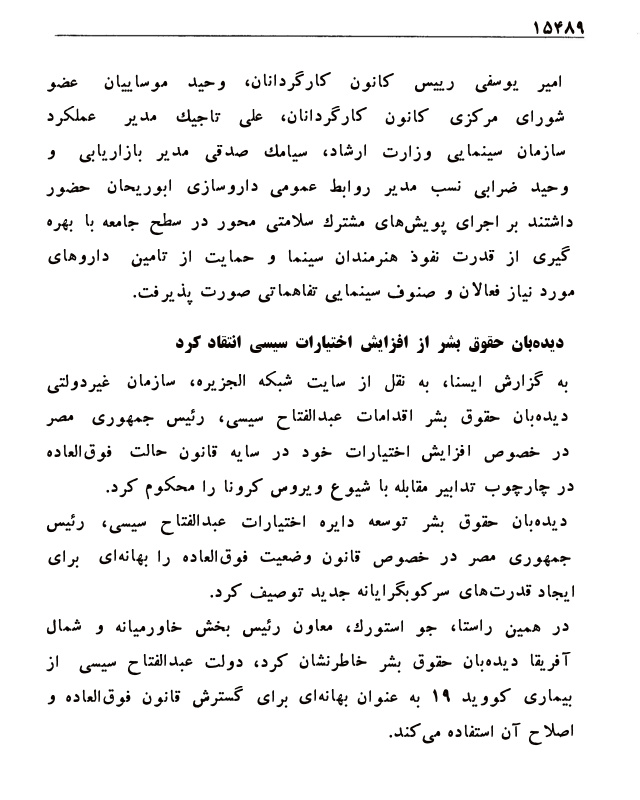 ۱۵۴۸۹
امیر یوسفی رییس کانون کارگردانان، وحید موساییان عضو
شورای مرکزی کانون کارگردانان، علی تاجیك مدیر عملکرد
سازمان سینمایی وزارت ارشاد، سیامك صدقی مدیر بازاریابی و
وحید ضرابی نسب مدیر روابط عمومی داروسازی ابوریحان حضور
داشتند بر اجرای پویش‌های مشترك سلامتی محور در سطح جامعه با بهره
گیری از قدرت نفوذ هنرمندان سینما و حمایت از تامین داروهای
مورد نیاز فعالان و صنوف سینمایی تفاهماتی صورت پذیرفت.
دیده‌بان حقوق بشر از افزایش اختیارات سیسی انتقاد کرد
به گزارش ایسنا، به نقل از سایت شبکه الجزیره، سازمان غیردولتی
دیده‌بان حقوق بشر اقدامات عبدالفتاح سیسی، رئیس جمهوری مصر
در خصوص افزایش اختیارات خود در سایه قانون حالت فوق‌العاده
در چارچوب تدابیر مقابله با شیوع ویروس کرونا را محکوم کرد.
دیده‌بان حقوق بشر توسعه دایره اختیارات عبدالفتاح سیسی، رئیس
جمهوری مصر در خصوص قانون وضعیت فوق‌العاده را بهانه‌ای برای
ایجاد قدرت‌های سرکوبگرایانه جدید توصیف کرد.
در همین راستا، جو استورك، معاون رئیس بخش خاورمیانه و شمال
آفریقا دیده‌بان حقوق بشر خاطرنشان کرد، دولت عبدالفتاح سیسی از
بیماری کووید ۱۹ به عنوان بهانه‌ای برای گسترش قانون فوق‌العاده و
اصلاح آن استفاده می‌کند.